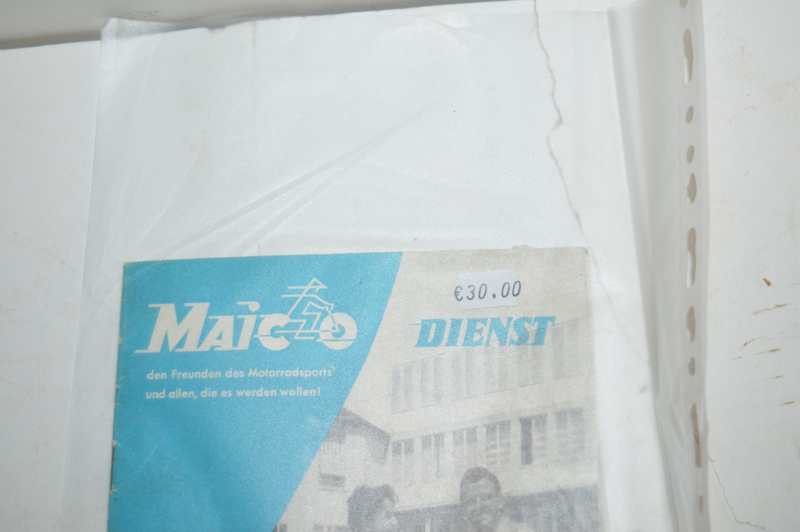 €30.00
MAICO
DIENST
den Freunden des Motorradsports
und allen, die es werden wollen!